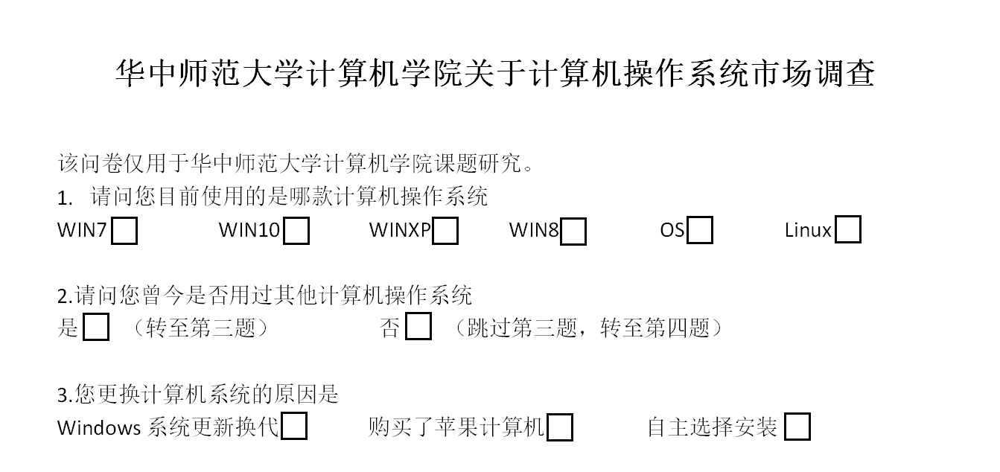 华中师范大学计算机学院关于计算机操作系统市场调查
该问卷仅用于华中师范大学计算机学院课题研究。
1. 请问您目前使用的是哪款计算机操作系统
WIN7 WIN10 WINXP WIN8 OS Linux
2.请问您曾今是否用过其他计算机操作系统
是 （转至第三题） 否 （跳过第三题，转至第四题）
3.您更换计算机系统的原因是
Windows 系统更新换代 购买了苹果计算机 自主选择安装